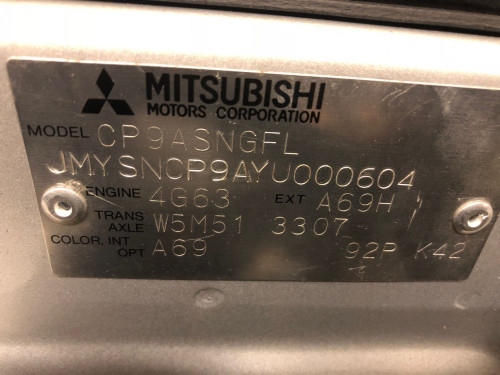 MITSUBISHI
MOTORS CORPORATION
MODEL CP9ASNGFL
JMYSNCP9AYU000604
ENGINE 4G63 EXT A69H
TRANS AXLE W5M51 3307
COLOR, INT OPT A69 92P K42